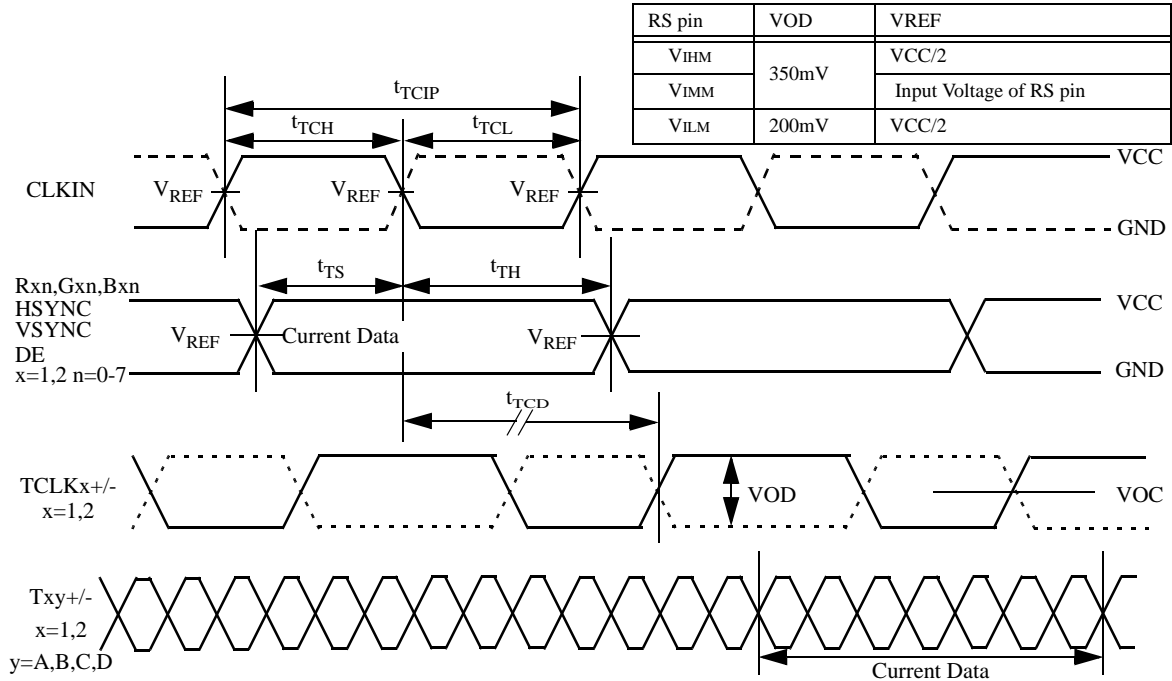 RS pin VOD VREF
VIHM 350mV VCC/2
VIMM Input Voltage of RS pin
VILM 200mV VCC/2
tTCIP
tTCH tTCL
VCC
CLKIN VREF VREF VREF
GND
tTS tTH
Rxn,Gxn,Bxn
HSYNC
VSYNC
DE
x=1,2 n=0-7
VCC
VREF Current Data VREF
GND
tTCD
TCLKx+/-
x=1,2
VOD VOC
Txy+/-
x=1,2
y=A,B,C,D
Current Data